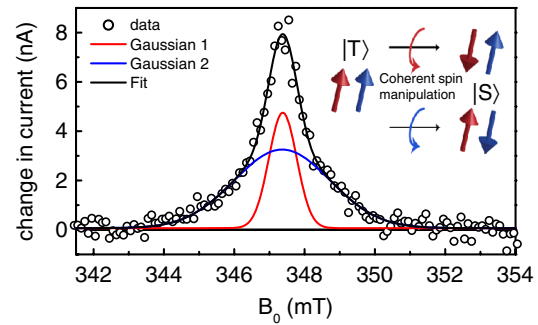 data
Gaussian 1
Gaussian 2
Fit
|T⟩
Coherent spin
manipulation
|S⟩
change in current (nA)
8
6
4
2
0
342 344 346 348 350 352 354
B₀ (mT)